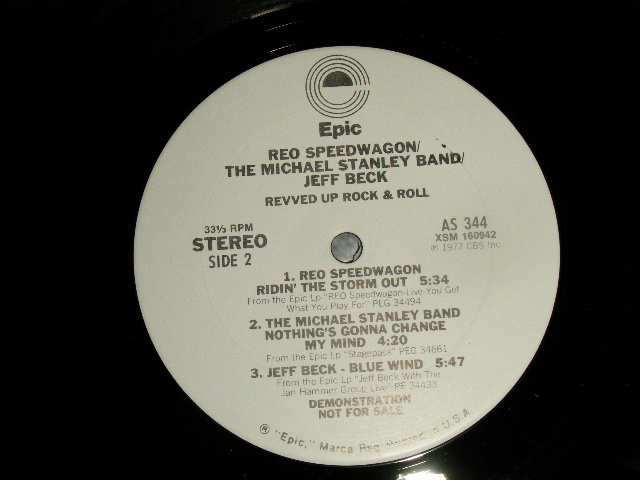 Epic
REO SPEEDWAGON/
THE MICHAEL STANLEY BAND/
JEFF BECK
REVVED UP ROCK & ROLL
33⅓ RPM
STEREO
SIDE 2
AS 344
XSM 160942
℗ 1977 CBS Inc.
1. REO SPEEDWAGON
RIDIN' THE STORM OUT 5:34
From the Epic Lp "REO Speedwagon-Live You Get
What You Play For" PEG 34494
2. THE MICHAEL STANLEY BAND
NOTHING'S GONNA CHANGE
MY MIND 4:20
From the Epic Lp "Stagepass" PEG 34661
3. JEFF BECK - BLUE WIND 5:47
From the Epic Lp "Jeff Beck With The
Jan Hammer Group Live" PE 34433
DEMONSTRATION
NOT FOR SALE
® "Epic," Marca Reg. U.S.A.